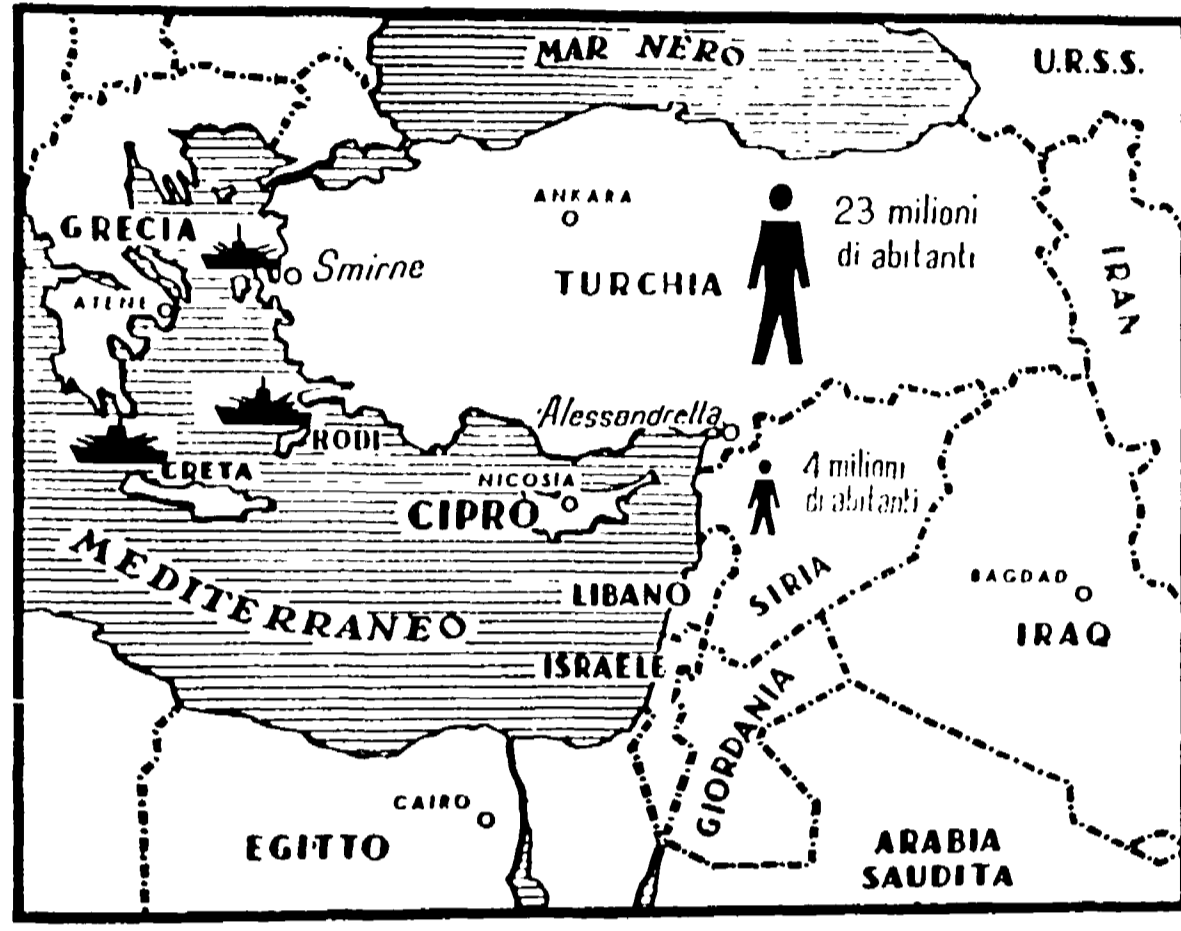 MAR NERO
U.R.S.S.
ANKARA
23 milioni
di abitanti
GRECIA
Smirne
TURCHIA
IRAN
ATENE
Alessandretta
RODI
CRETA
NICOSIA
4 milioni
di abitanti
CIPRO
MEDITERRANEO
LIBANO
SIRIA
BAGDAD
IRAQ
ISRAELE
GIORDANIA
CAIRO
EGITTO
ARABIA
SAUDITA